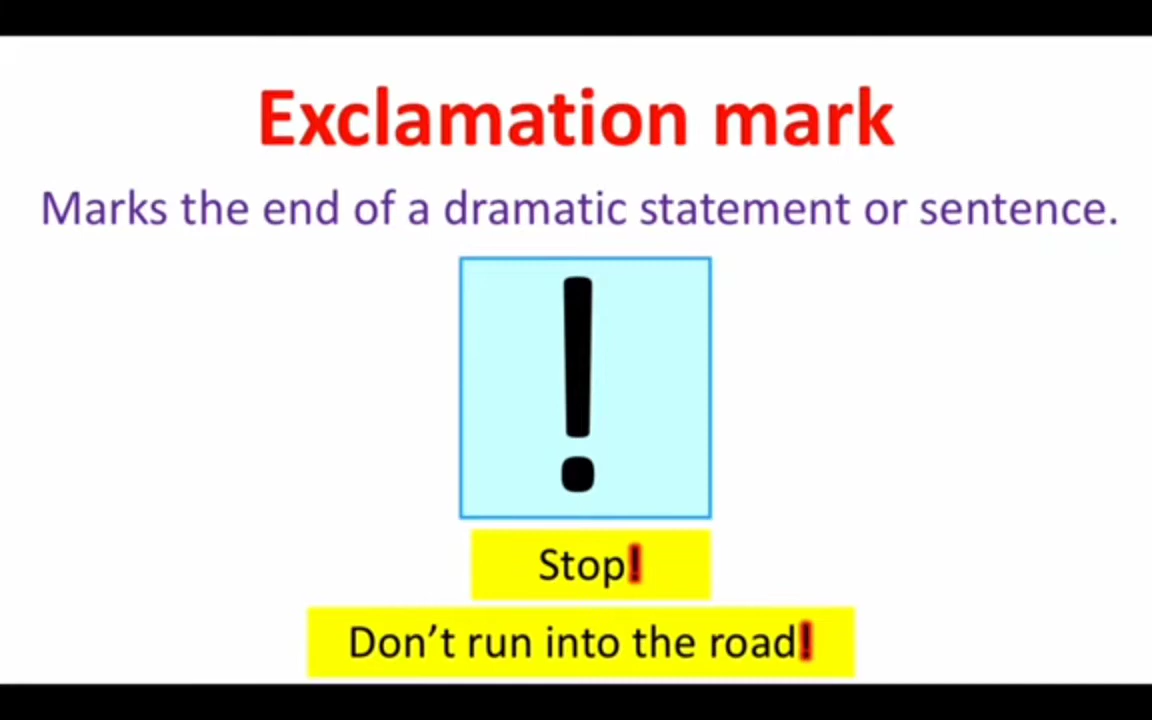 Exclamation mark
Marks the end of a dramatic statement or sentence.
!
Stop!
Don’t run into the road!